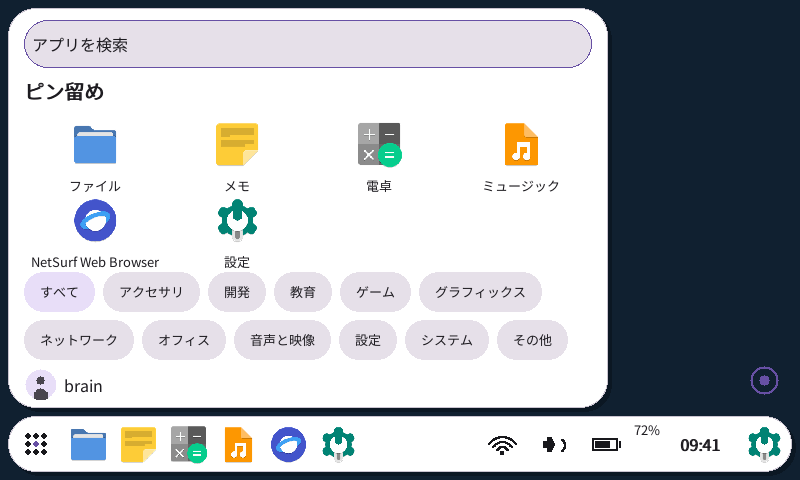 アプリを検索
ピン留め
ファイル
メモ
電卓
ミュージック
NetSurf Web Browser
設定
すべて
アクセサリ
開発
教育
ゲーム
グラフィックス
ネットワーク
オフィス
音声と映像
設定
システム
その他
brain
72%
09:41